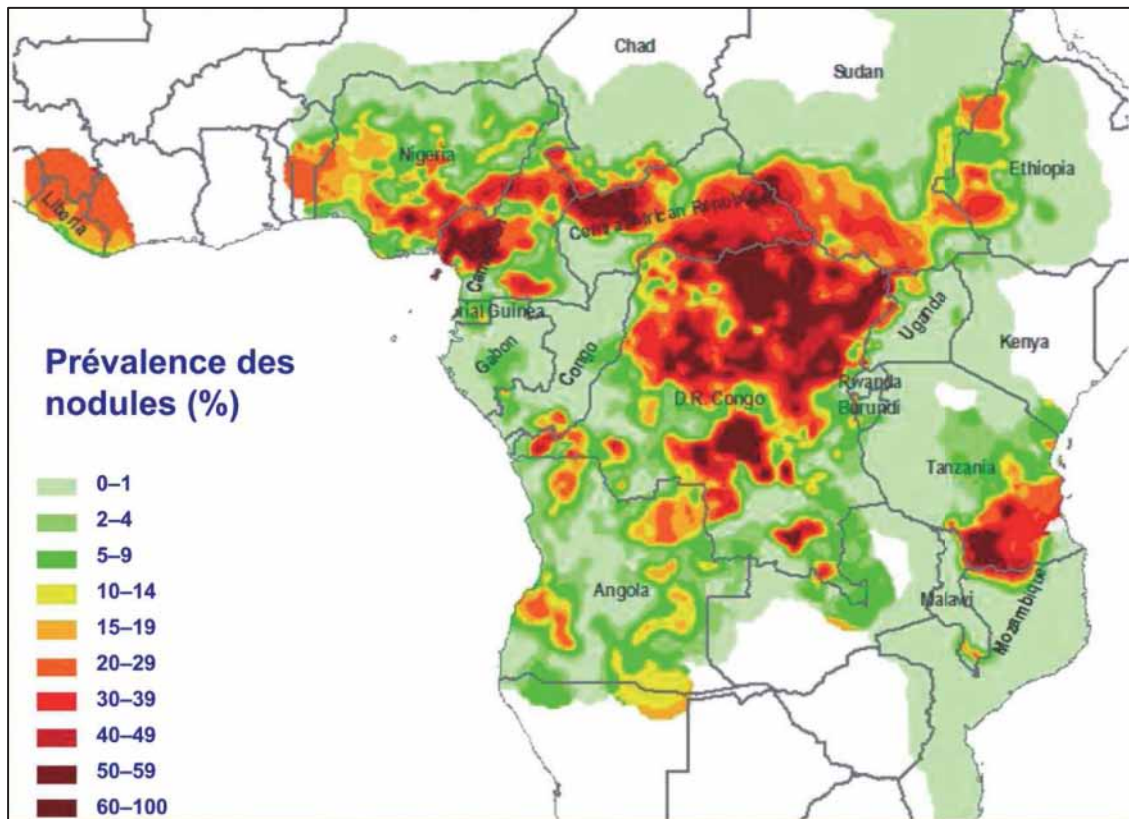 Chad
Sudan
Nigeria
Ethiopia
Liberia
Central African Republic
Uganda
Kenya
rial Guinea
Gabon
Congo
Prévalence des
nodules (%)
D.R. Congo
Rwanda
Burundi
Tanzania
0–1
2–4
5–9
10–14
15–19
20–29
30–39
40–49
50–59
60–100
Angola
Malawi
Mozambique